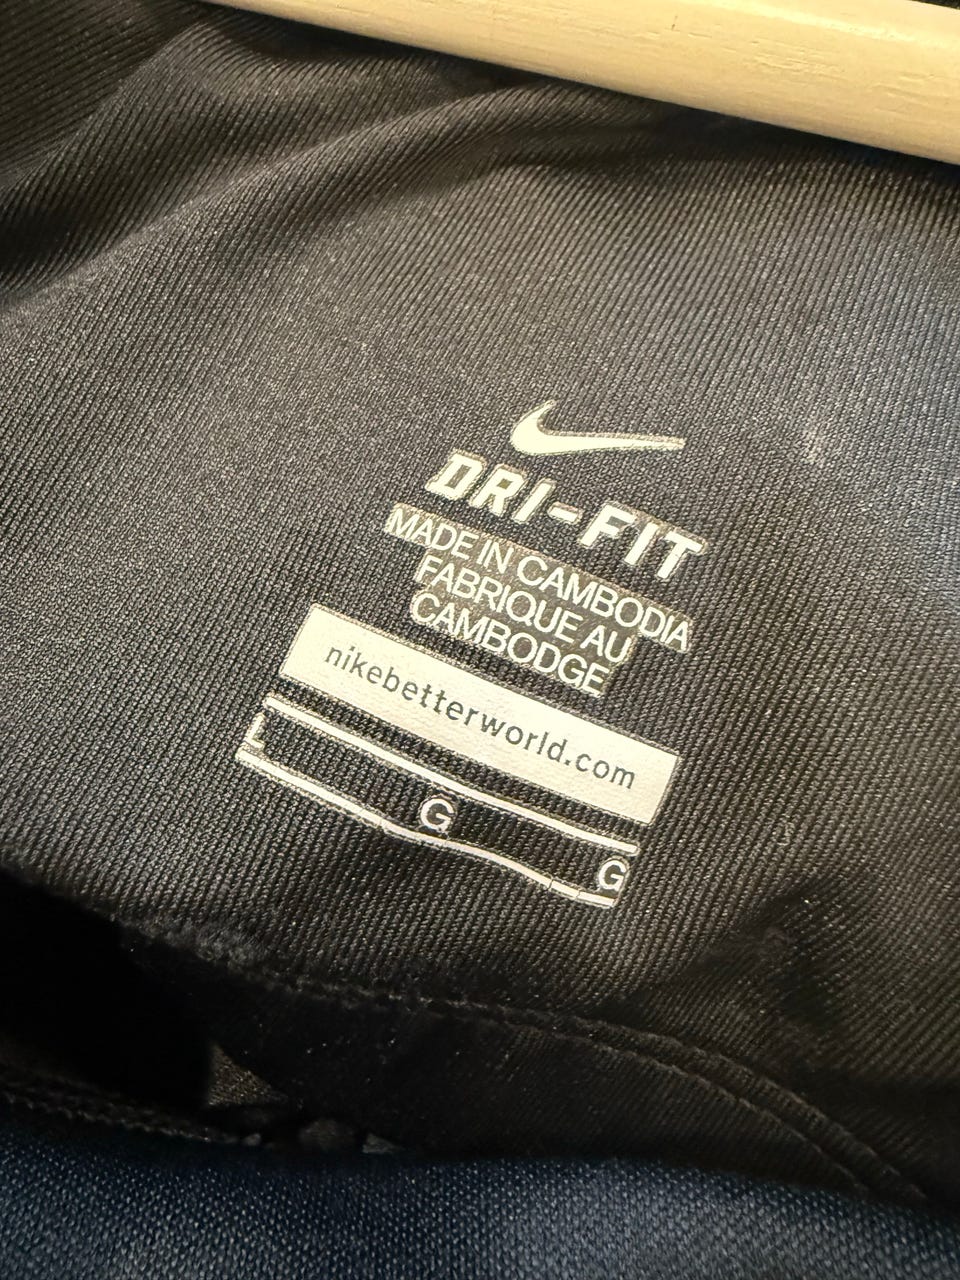 DRI-FIT
MADE IN CAMBODIA
FABRIQUE AU
CAMBODGE
nikebetterworld.com
L G G